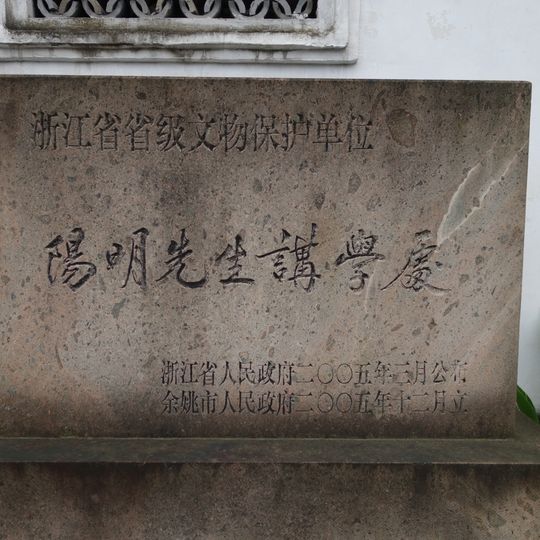 浙江省省级文物保护单位
陽明先生講學處
浙江省人民政府二〇〇五年三月公布
余姚市人民政府二〇〇五年十二月立